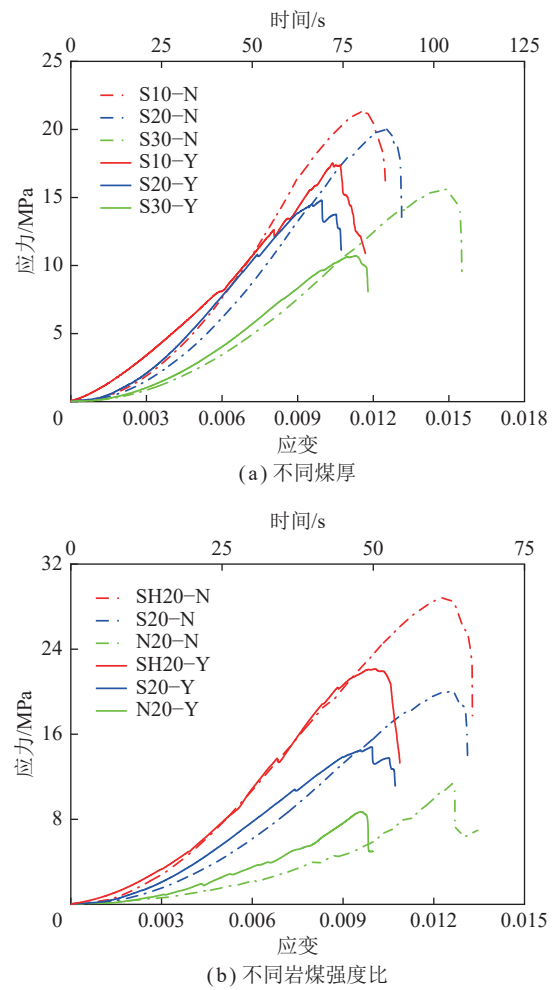 时间/s
0 25 50 75 100 125
25
20
15
10
5
应力/MPa
S10-N
S20-N
S30-N
S10-Y
S20-Y
S30-Y
0 0.003 0.006 0.009 0.012 0.015 0.018
应变
(a) 不同煤厚
时间/s
0 25 50 75
32
24
16
8
应力/MPa
SH20-N
S20-N
N20-N
SH20-Y
S20-Y
N20-Y
0 0.003 0.006 0.009 0.012 0.015
应变
(b) 不同岩煤强度比